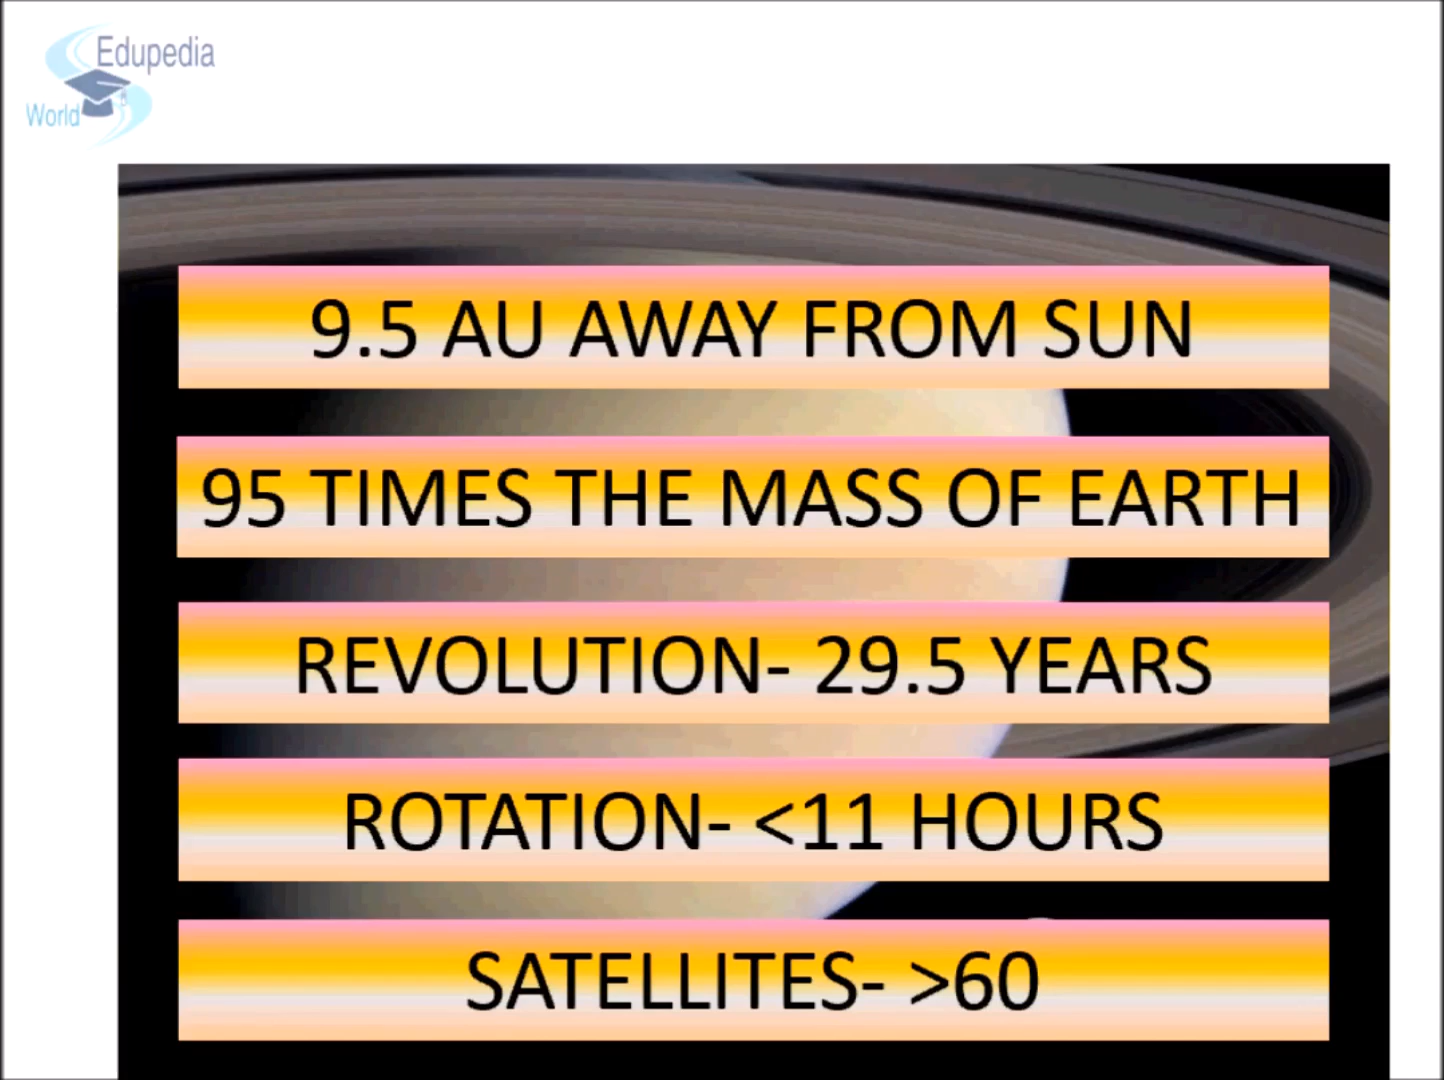 Edupedia
World
9.5 AU AWAY FROM SUN
95 TIMES THE MASS OF EARTH
REVOLUTION- 29.5 YEARS
ROTATION- <11 HOURS
SATELLITES- >60